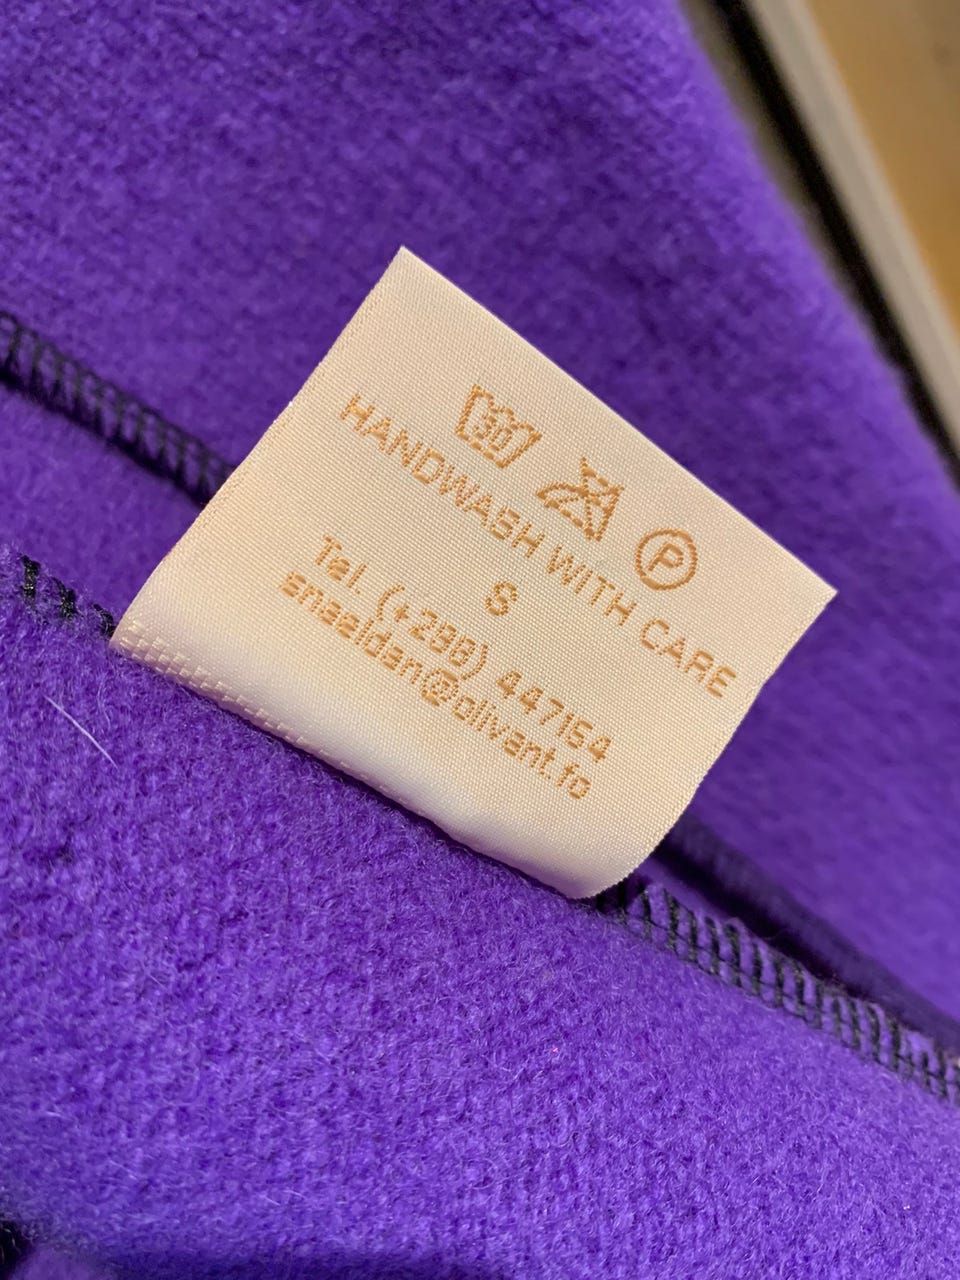 30
P
HANDWASH WITH CARE
S
Tel. (+298) 447154
snaeldan@olivant.fo